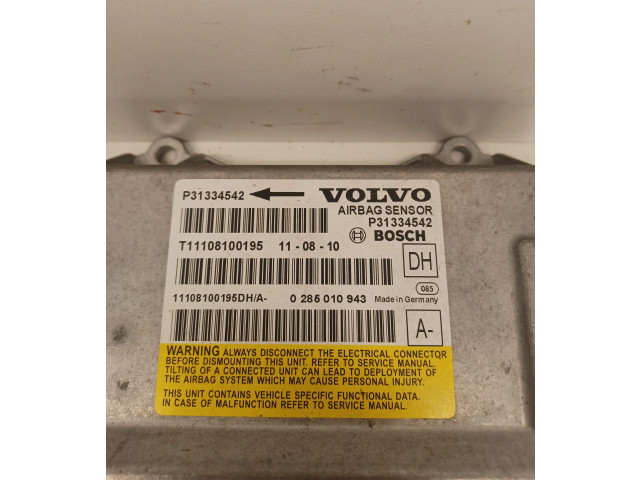 P31334542 VOLVO
AIRBAG SENSOR
P31334542
T11108100195 11-08-10 BOSCH
DH
085
11108100195DH/A- 0 285 010 943 Made in Germany
A-
WARNING ALWAYS DISCONNECT THE ELECTRICAL CONNECTOR
BEFORE DISMOUNTING THIS UNIT. REFER TO SERVICE MANUAL.
TILTING OF A CONNECTED UNIT CAN LEAD TO DEPLOYMENT OF
THE AIRBAG SYSTEM WHICH MAY CAUSE PERSONAL INJURY.
THIS UNIT CONTAINS VEHICLE SPECIFIC FUNCTIONAL DATA.
IN CASE OF MALFUNCTION REFER TO SERVICE MANUAL.